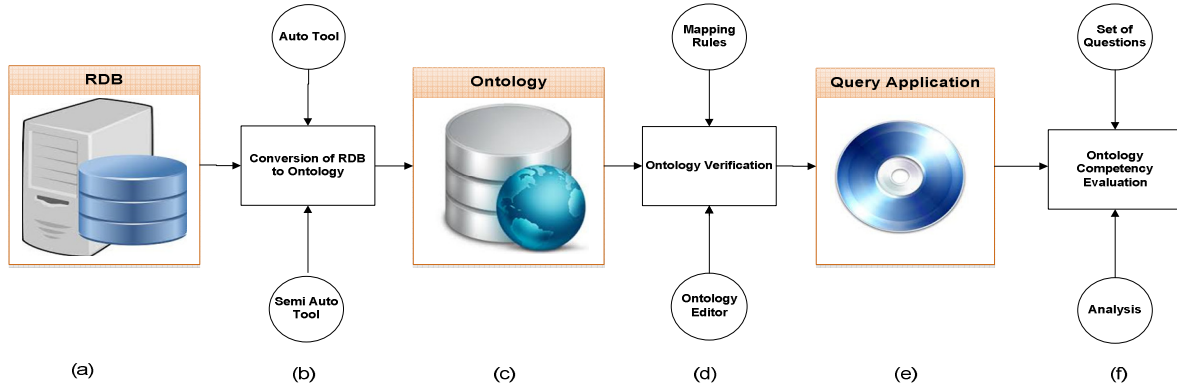 Auto Tool
Mapping
Rules
Set of
Questions
RDB
Ontology
Query Application
Conversion of RDB
to Ontology
Ontology Verification
Ontology
Competency
Evaluation
Semi Auto
Tool
Ontology
Editor
Analysis
(a)
(b)
(c)
(d)
(e)
(f)